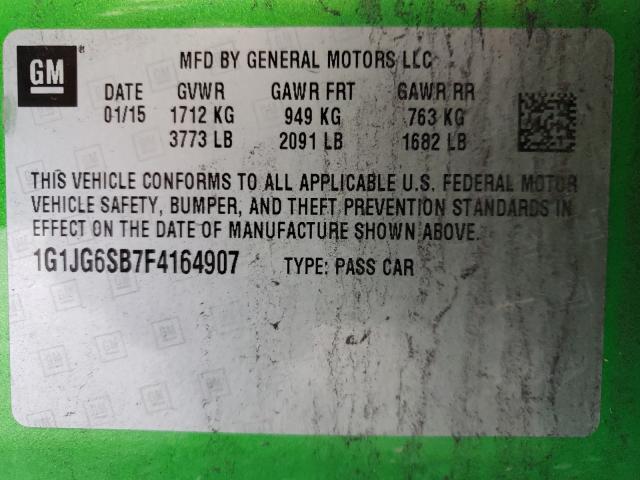 GM
MFD BY GENERAL MOTORS LLC
DATE GVWR GAWR FRT GAWR RR
01/15 1712 KG 949 KG 763 KG
3773 LB 2091 LB 1682 LB
THIS VEHICLE CONFORMS TO ALL APPLICABLE U.S. FEDERAL MOTOR
VEHICLE SAFETY, BUMPER, AND THEFT PREVENTION STANDARDS IN
EFFECT ON THE DATE OF MANUFACTURE SHOWN ABOVE.
1G1JG6SB7F4164907 TYPE: PASS CAR